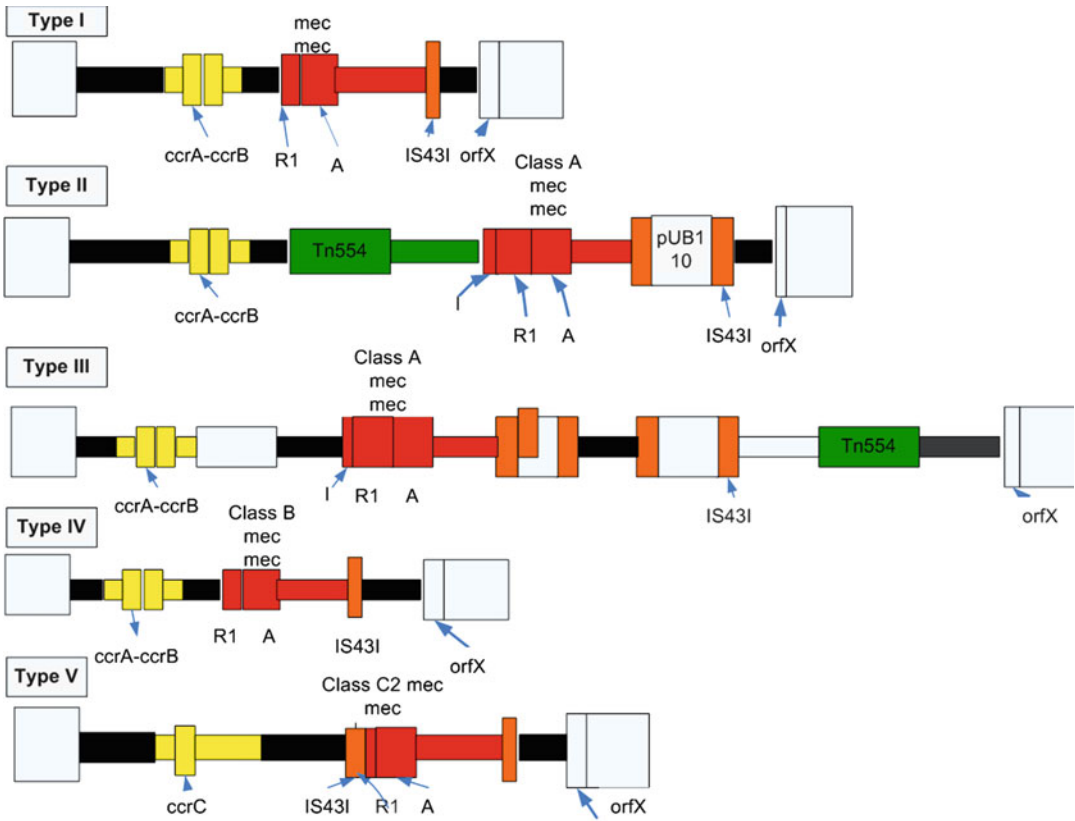 Type I
mec
mec
ccrA-ccrB
R1
A
IS43I
orfX
Type II
Class A
mec
mec
Tn554
pUB1
10
ccrA-ccrB
I
R1
A
IS43I
orfX
Type III
Class A
mec
mec
Tn554
ccrA-ccrB
I
R1
A
IS43I
orfX
Type IV
Class B
mec
mec
ccrA-ccrB
R1
A
IS43I
orfX
Type V
Class C2 mec
mec
ccrC
IS43I
R1
A
orfX